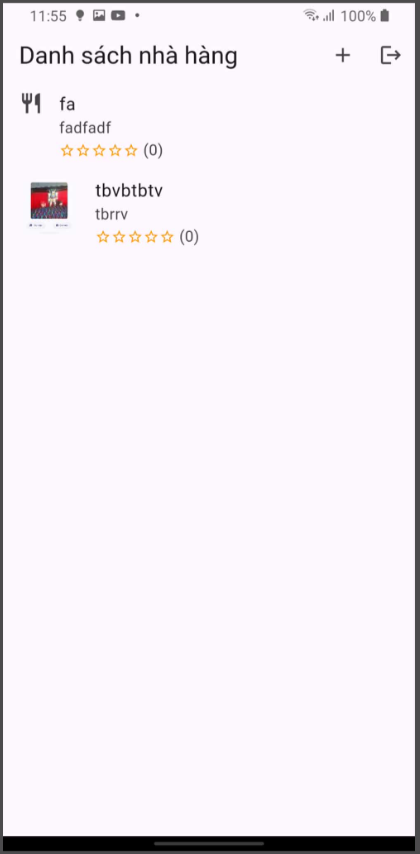 11:55
100%
Danh sách nhà hàng
fa
fadfadf
(0)
tbvbtbtv
tbrrv
(0)